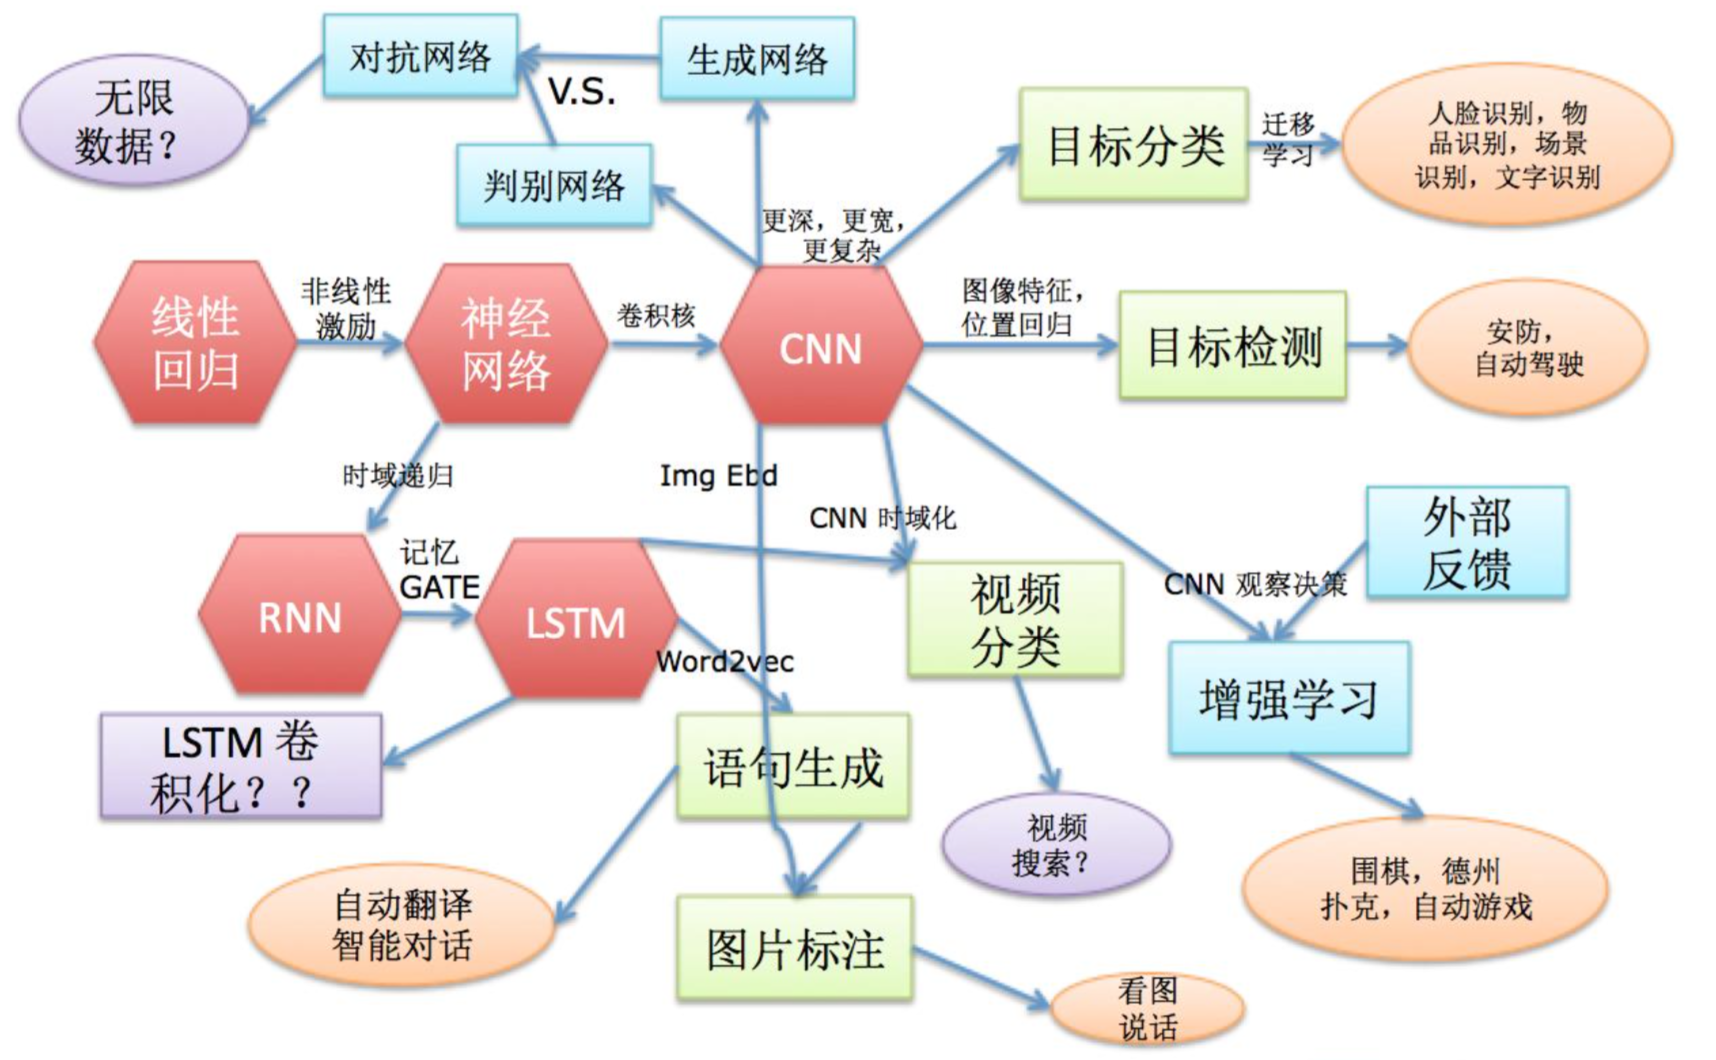 对抗网络
生成网络
V.S.
无限
数据？
判别网络
目标分类
迁移
学习
人脸识别，物
品识别，场景
识别，文字识别
更深，更宽，
更复杂
线性
回归
非线性
激励
神经
网络
卷积核
CNN
图像特征，
位置回归
目标检测
安防，
自动驾驶
时域递归
Img Ebd
CNN 时域化
外部
反馈
CNN 观察决策
RNN
记忆
GATE
LSTM
视频
分类
Word2vec
增强学习
LSTM 卷
积化？？
语句生成
视频
搜索？
围棋，德州
扑克，自动游戏
自动翻译
智能对话
图片标注
看图
说话